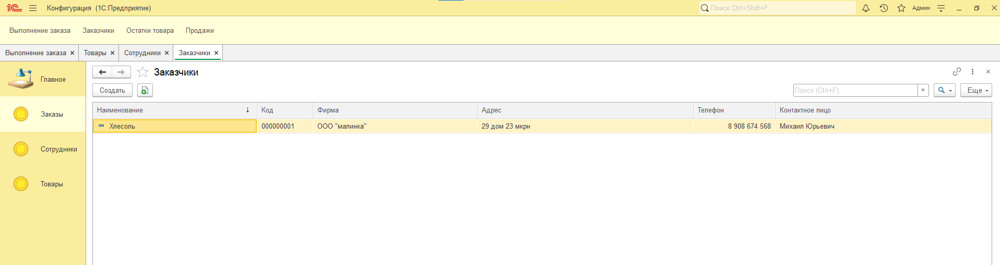 1С Конфигурация (1С:Предприятие) Поиск Ctrl+Shift+F Админ
Выполнение заказа Заказчики Остатки товара Продажи
Выполнение заказа × Товары × Сотрудники × Заказчики ×
Главное
Заказы
Сотрудники
Товары
Заказчики
Создать Поиск (Ctrl+F) × Еще
Наименование ↓ Код Фирма Адрес Телефон Контактное лицо
Хлесоль 000000001 ООО "малинка" 29 дом 23 мкрн 8 908 674 568 Михаил Юрьевич